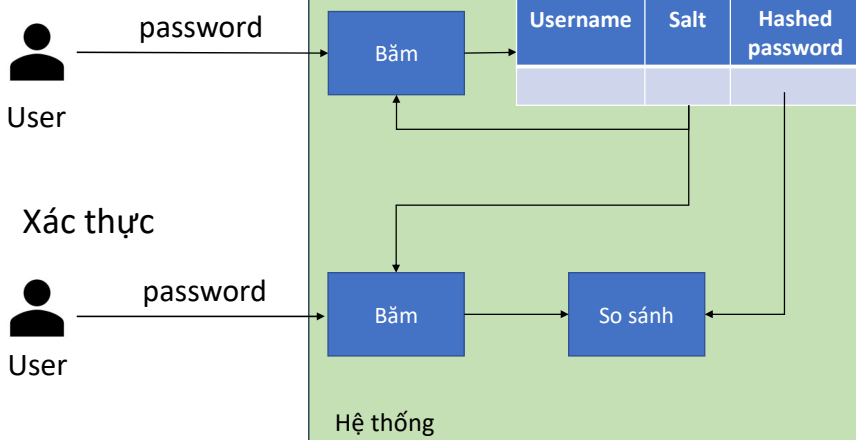 password
Băm
Username
Salt
Hashed
password
User
Xác thực
password
Băm
So sánh
User
Hệ thống